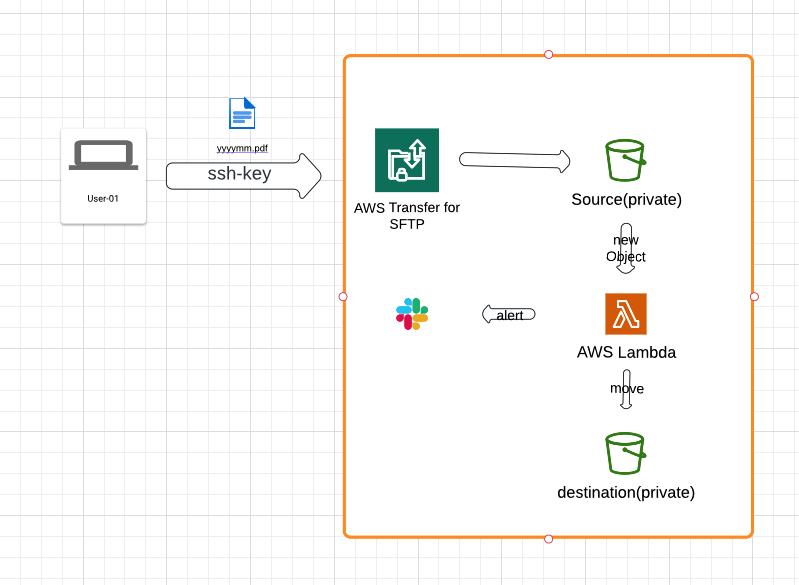 yyyymm.pdf
ssh-key
User-01
AWS Transfer for
SFTP
Source(private)
new
Object
alert
AWS Lambda
move
destination(private)